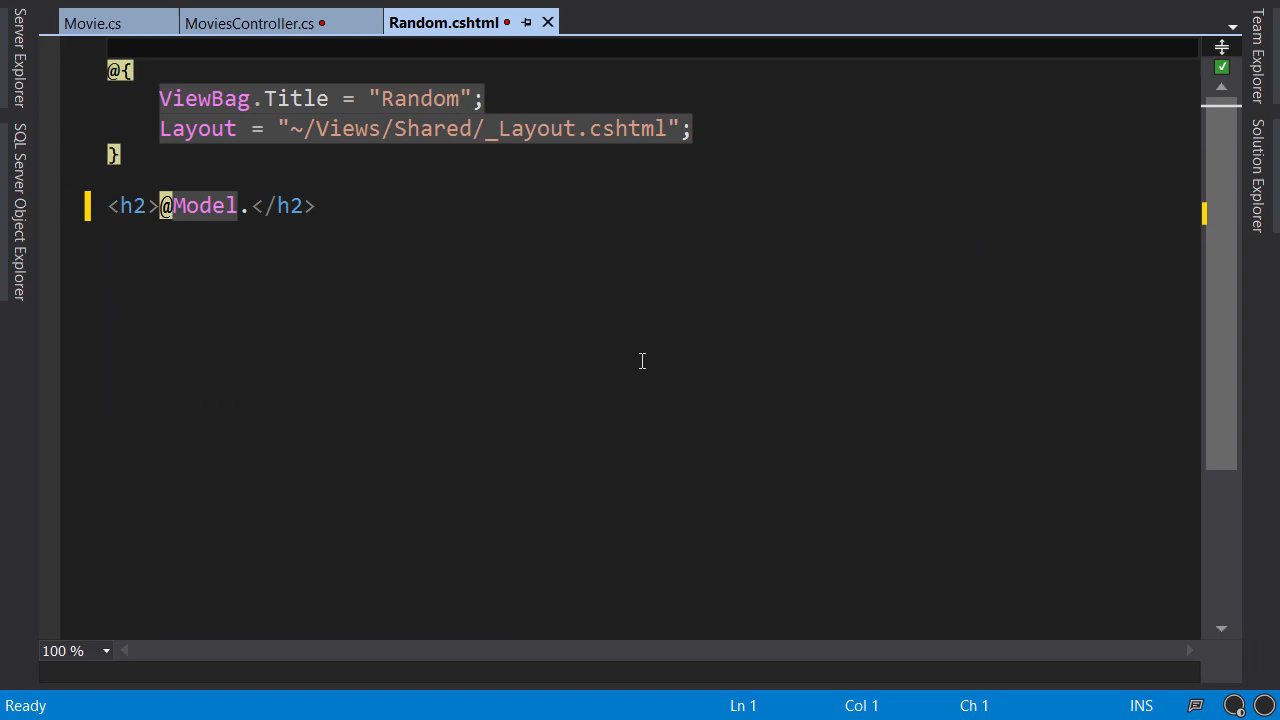 Movie.cs
MoviesController.cs
Random.cshtml
Server Explorer
SQL Server Object Explorer
@{
ViewBag.Title = "Random";
Layout = "~/Views/Shared/_Layout.cshtml";
}
<h2>@Model.</h2>
Team Explorer
Solution Explorer
100 %
Ready
Ln 1
Col 1
Ch 1
INS